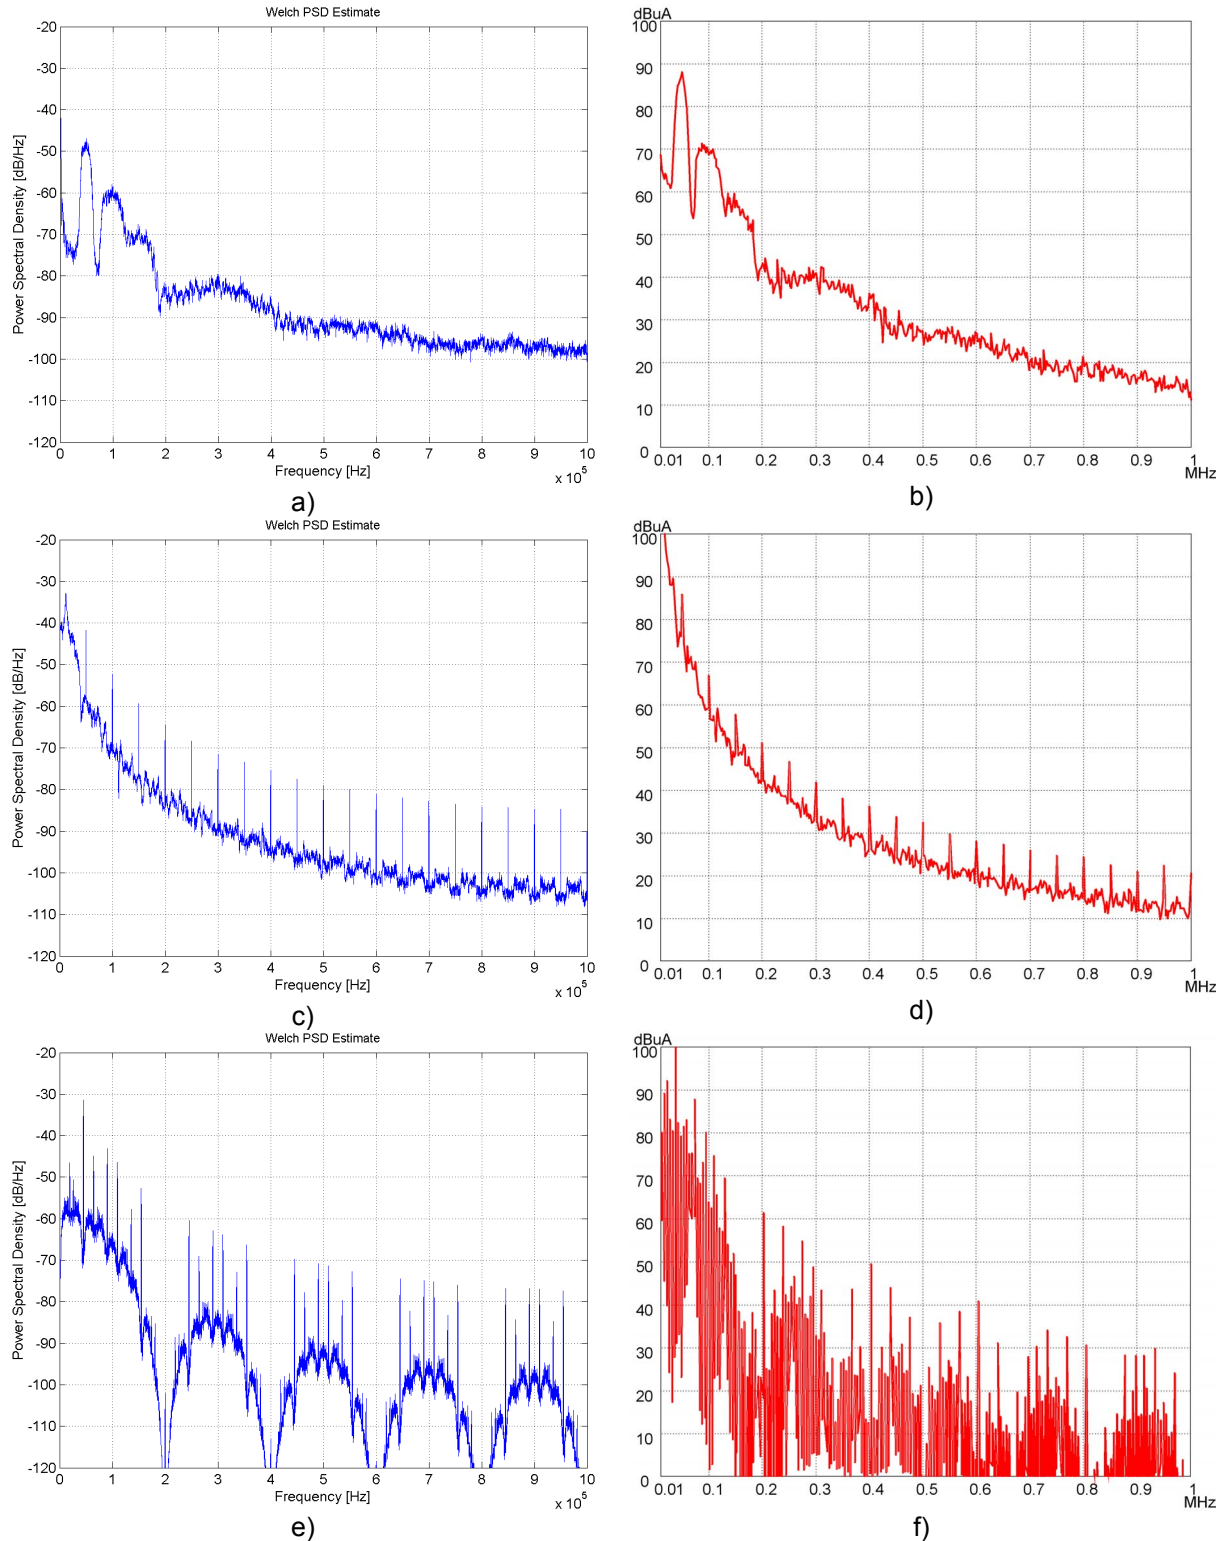 Welch PSD Estimate
-20
-30
-40
-50
-60
-70
-80
-90
-100
-110
-120
Power Spectral Density [dB/Hz]
0 1 2 3 4 5 6 7 8 9 10
Frequency [Hz]
x 10^5
a)
dBuA
100
90
80
70
60
50
40
30
20
10
0
0.01 0.1 0.2 0.3 0.4 0.5 0.6 0.7 0.8 0.9 1
MHz
b)
Welch PSD Estimate
-20
-30
-40
-50
-60
-70
-80
-90
-100
-110
-120
Power Spectral Density [dB/Hz]
0 1 2 3 4 5 6 7 8 9 10
Frequency [Hz]
x 10^5
c)
dBuA
100
90
80
70
60
50
40
30
20
10
0
0.01 0.1 0.2 0.3 0.4 0.5 0.6 0.7 0.8 0.9 1
MHz
d)
Welch PSD Estimate
-20
-30
-40
-50
-60
-70
-80
-90
-100
-110
-120
Power Spectral Density [dB/Hz]
0 1 2 3 4 5 6 7 8 9 10
Frequency [Hz]
x 10^5
e)
dBuA
100
90
80
70
60
50
40
30
20
10
0
0.01 0.1 0.2 0.3 0.4 0.5 0.6 0.7 0.8 0.9 1
MHz
f)